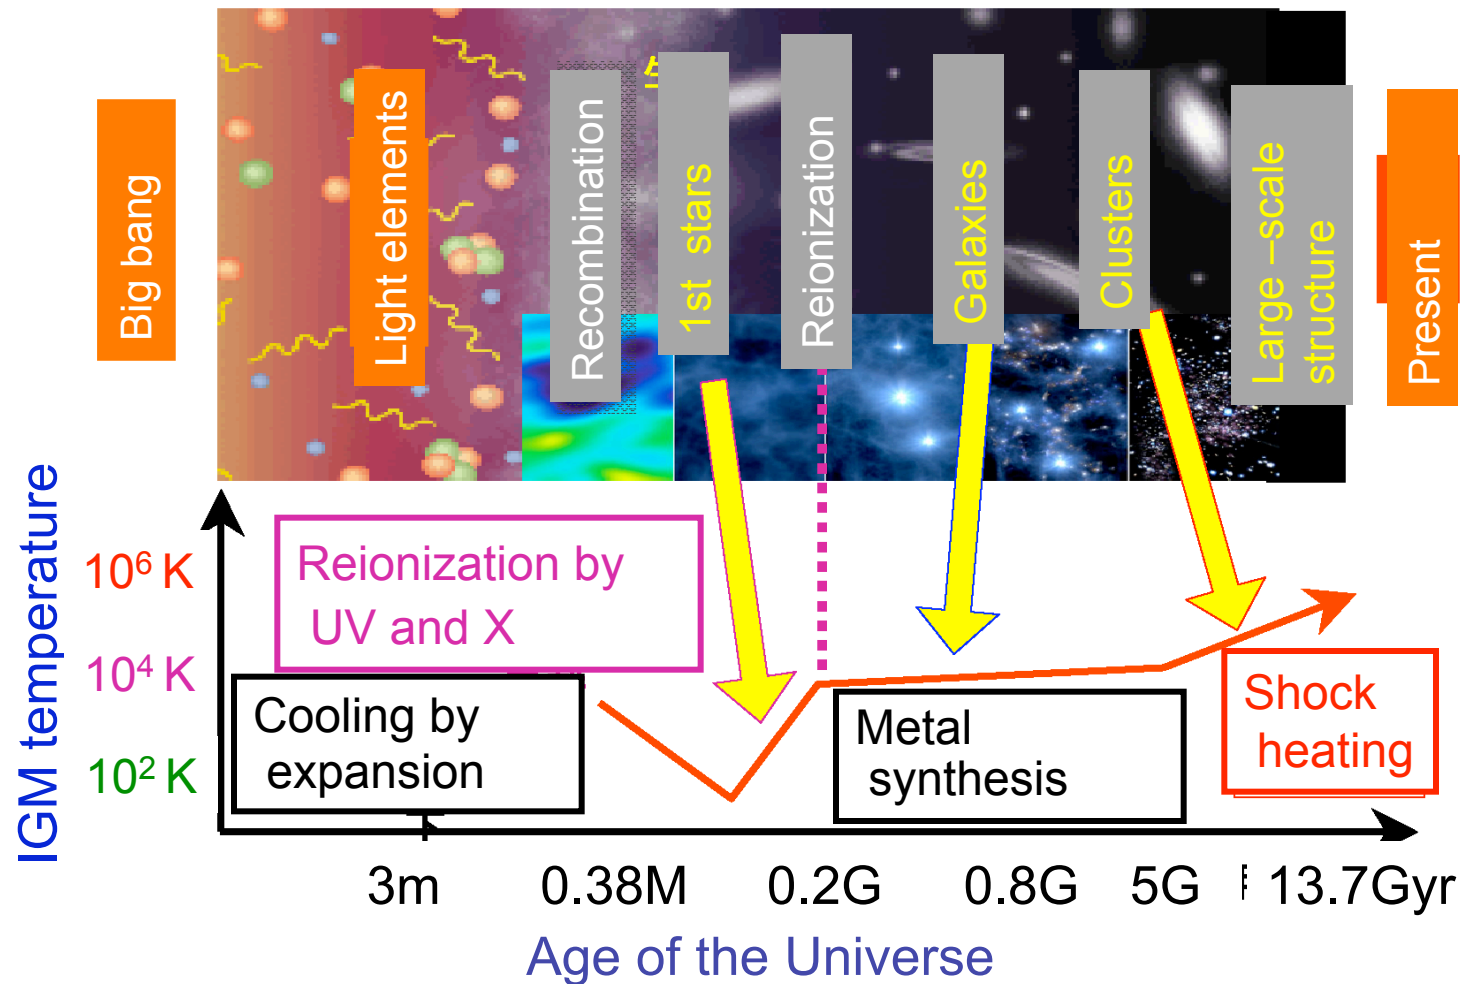 Big bang
Light elements
Recombination
1st stars
Reionization
Galaxies
Clusters
Large –scale
structure
Present
IGM temperature
10⁶ K
10⁴ K
10² K
Reionization by
UV and X
Cooling by
expansion
Metal
synthesis
Shock
heating
3m
0.38M
0.2G
0.8G
5G
13.7Gyr
Age of the Universe